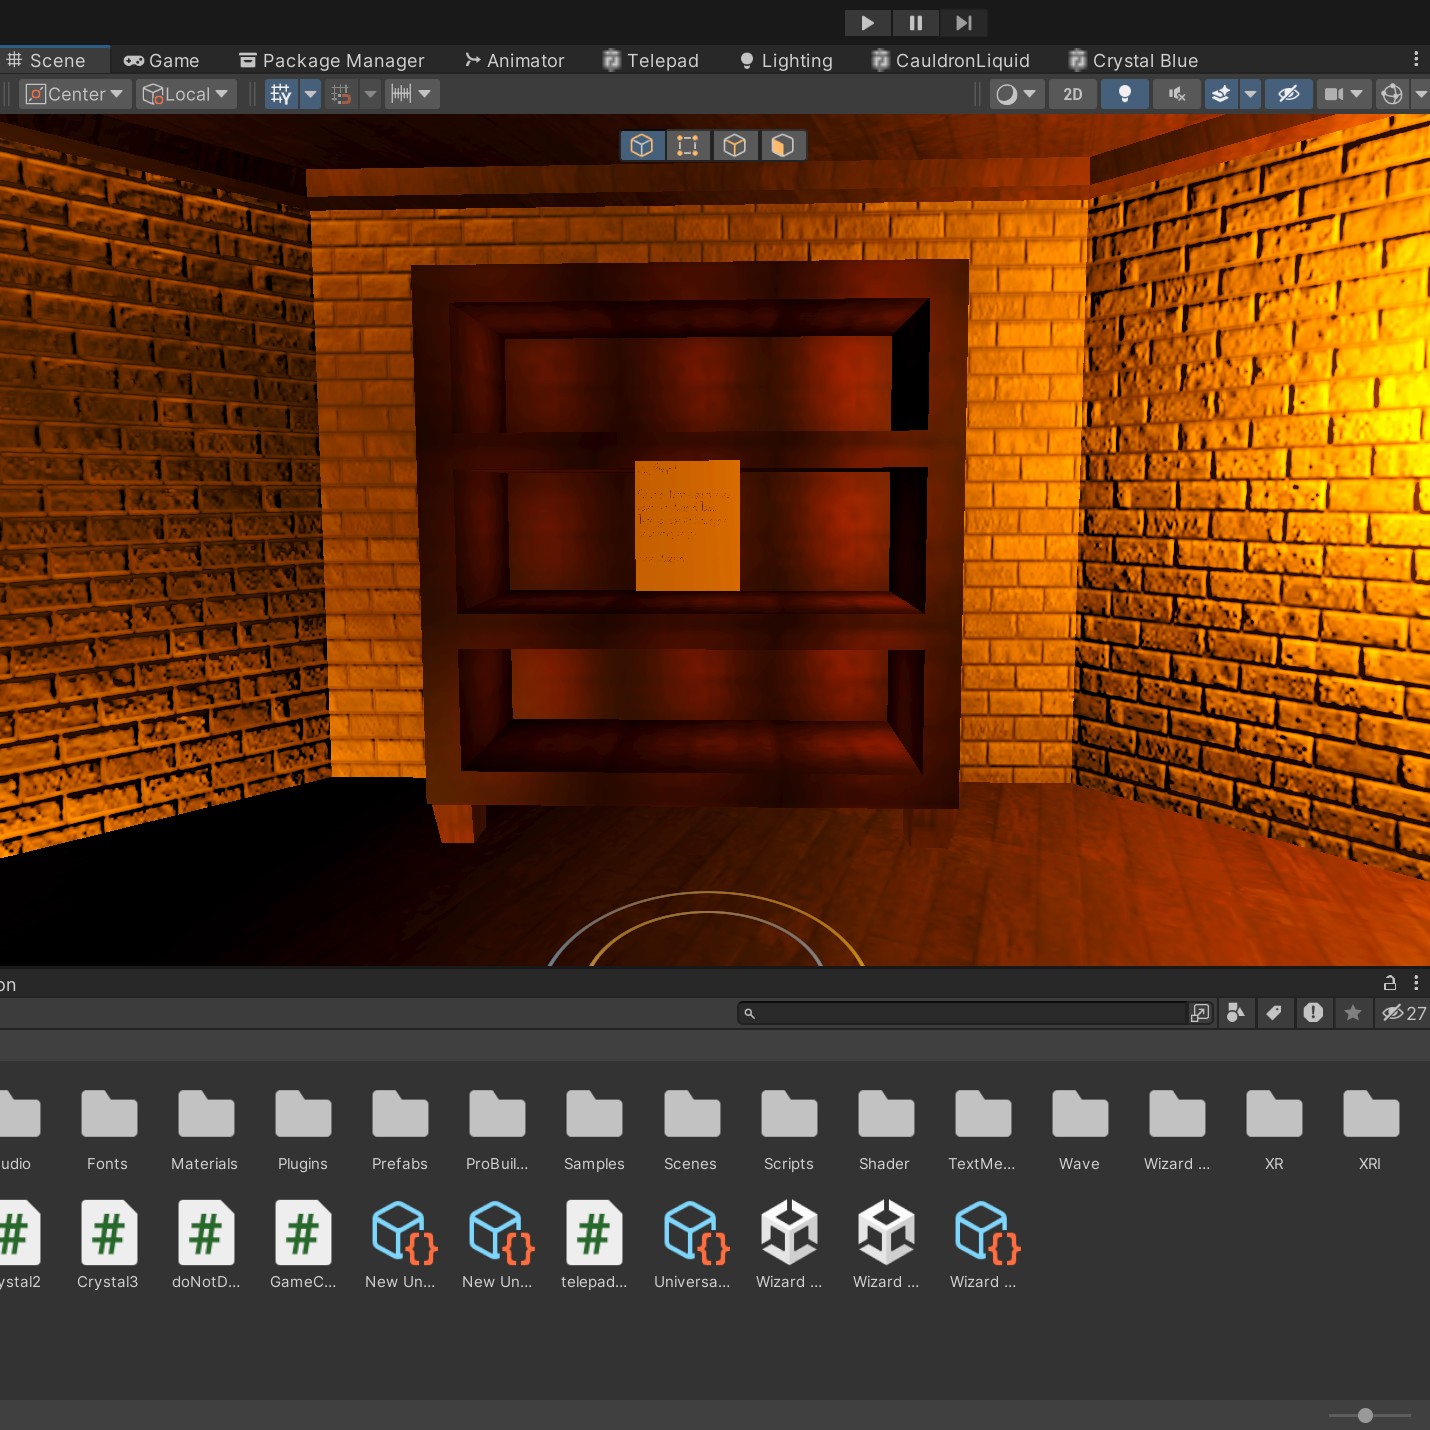 Scene Game Package Manager Animator Telepad Lighting CauldronLiquid Crystal Blue
Center Local 2D
on
27
udio Fonts Materials Plugins Prefabs ProBuil... Samples Scenes Scripts Shader TextMe... Wave Wizard ... XR XRI
ystal2 Crystal3 doNotD... GameC... New Un... New Un... telepad... Universa... Wizard ... Wizard ... Wizard ...